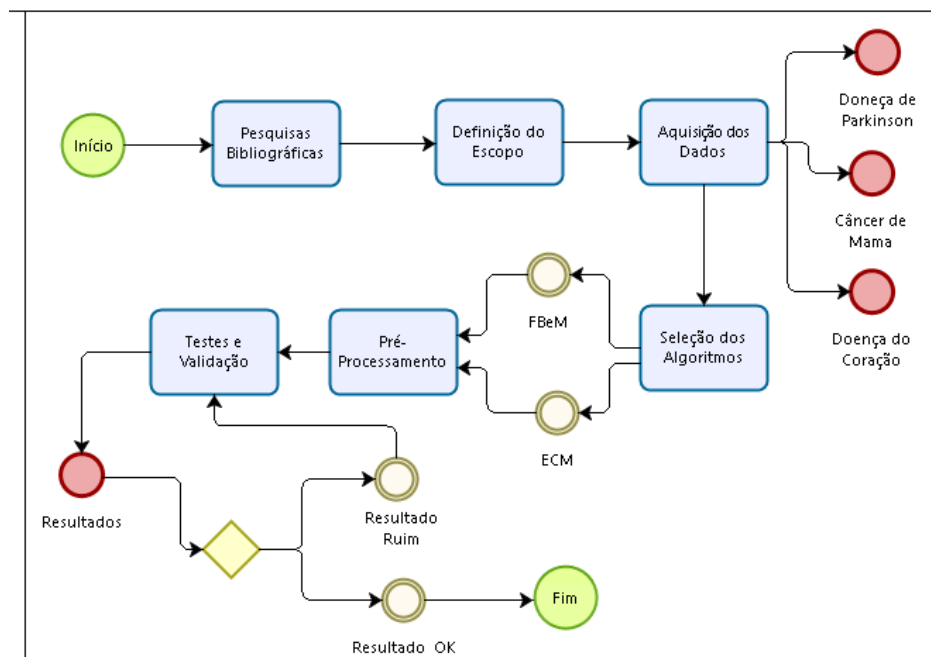 Início
Pesquisas
Bibliográficas
Definição do
Escopo
Aquisição dos
Dados
Doneça de
Parkinson
Câncer de
Mama
Doença do
Coração
Seleção dos
Algoritmos
FBeM
ECM
Pré-
Processamento
Testes e
Validação
Resultados
Resultado
Ruim
Resultado OK
Fim